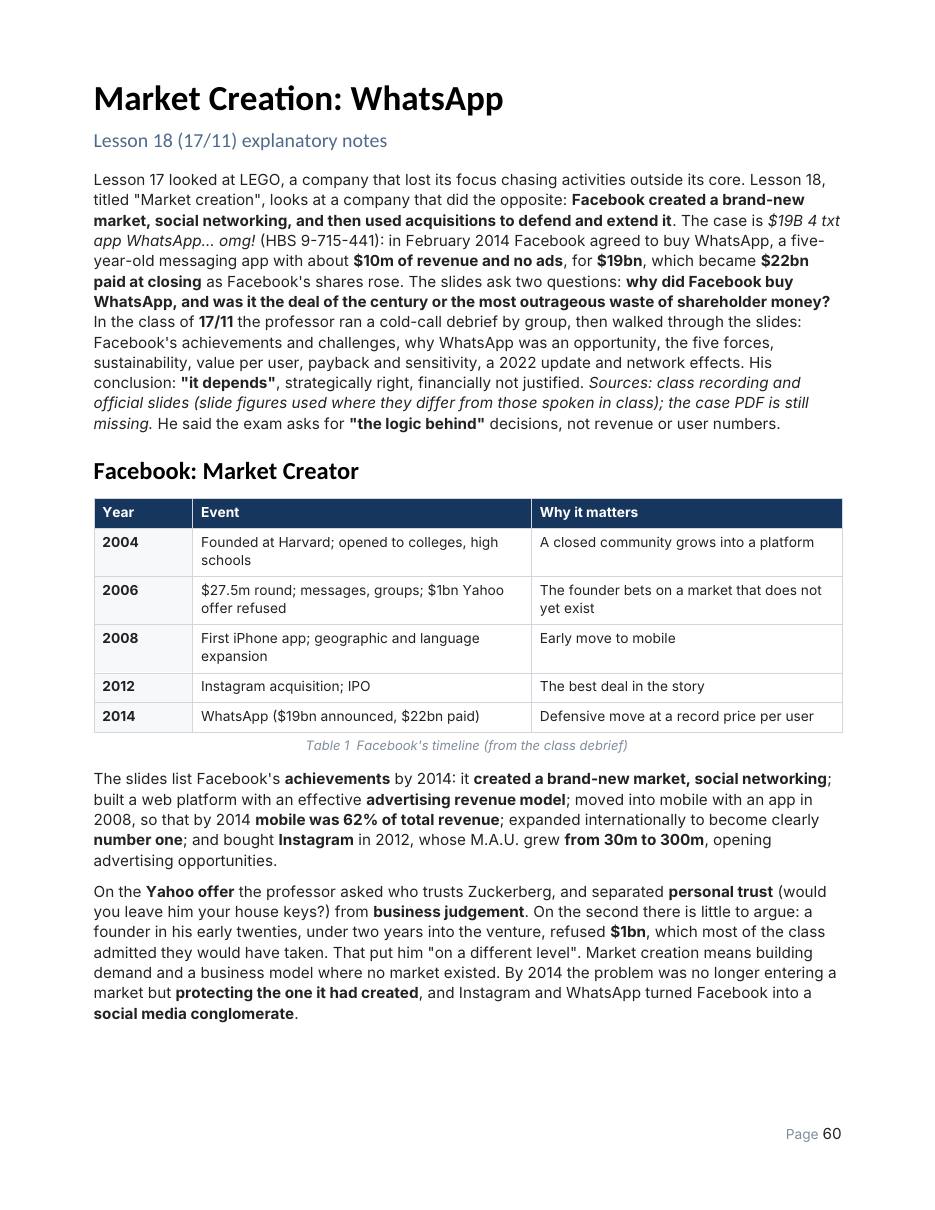 Market Creation: WhatsApp
Lesson 18 (17/11) explanatory notes
Lesson 17 looked at LEGO, a company that lost its focus chasing activities outside its core. Lesson 18,
titled "Market creation", looks at a company that did the opposite: Facebook created a brand-new
market, social networking, and then used acquisitions to defend and extend it. The case is $19B 4 txt
app WhatsApp... omg! (HBS 9-715-441): in February 2014 Facebook agreed to buy WhatsApp, a five-
year-old messaging app with about $10m of revenue and no ads, for $19bn, which became $22bn
paid at closing as Facebook's shares rose. The slides ask two questions: why did Facebook buy
WhatsApp, and was it the deal of the century or the most outrageous waste of shareholder money?
In the class of 17/11 the professor ran a cold-call debrief by group, then walked through the slides:
Facebook's achievements and challenges, why WhatsApp was an opportunity, the five forces,
sustainability, value per user, payback and sensitivity, a 2022 update and network effects. His
conclusion: "it depends", strategically right, financially not justified. Sources: class recording and
official slides (slide figures used where they differ from those spoken in class); the case PDF is still
missing. He said the exam asks for "the logic behind" decisions, not revenue or user numbers.
Facebook: Market Creator
Year Event Why it matters
2004 Founded at Harvard; opened to colleges, high A closed community grows into a platform
schools
2006 $27.5m round; messages, groups; $1bn Yahoo The founder bets on a market that does not
offer refused yet exist
2008 First iPhone app; geographic and language Early move to mobile
expansion
2012 Instagram acquisition; IPO The best deal in the story
2014 WhatsApp ($19bn announced, $22bn paid) Defensive move at a record price per user
Table 1 Facebook's timeline (from the class debrief)
The slides list Facebook's achievements by 2014: it created a brand-new market, social networking;
built a web platform with an effective advertising revenue model; moved into mobile with an app in
2008, so that by 2014 mobile was 62% of total revenue; expanded internationally to become clearly
number one; and bought Instagram in 2012, whose M.A.U. grew from 30m to 300m, opening
advertising opportunities.
On the Yahoo offer the professor asked who trusts Zuckerberg, and separated personal trust (would
you leave him your house keys?) from business judgement. On the second there is little to argue: a
founder in his early twenties, under two years into the venture, refused $1bn, which most of the class
admitted they would have taken. That put him "on a different level". Market creation means building
demand and a business model where no market existed. By 2014 the problem was no longer entering a
market but protecting the one it had created, and Instagram and WhatsApp turned Facebook into a
social media conglomerate.
Page 60